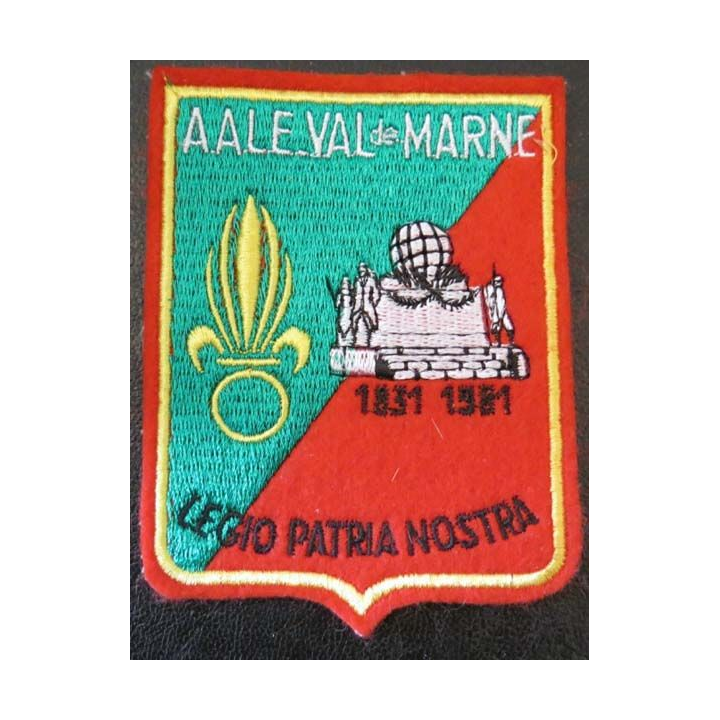 A.A.L.E. VAL de MARNE
1831 1981
LEGIO PATRIA NOSTRA